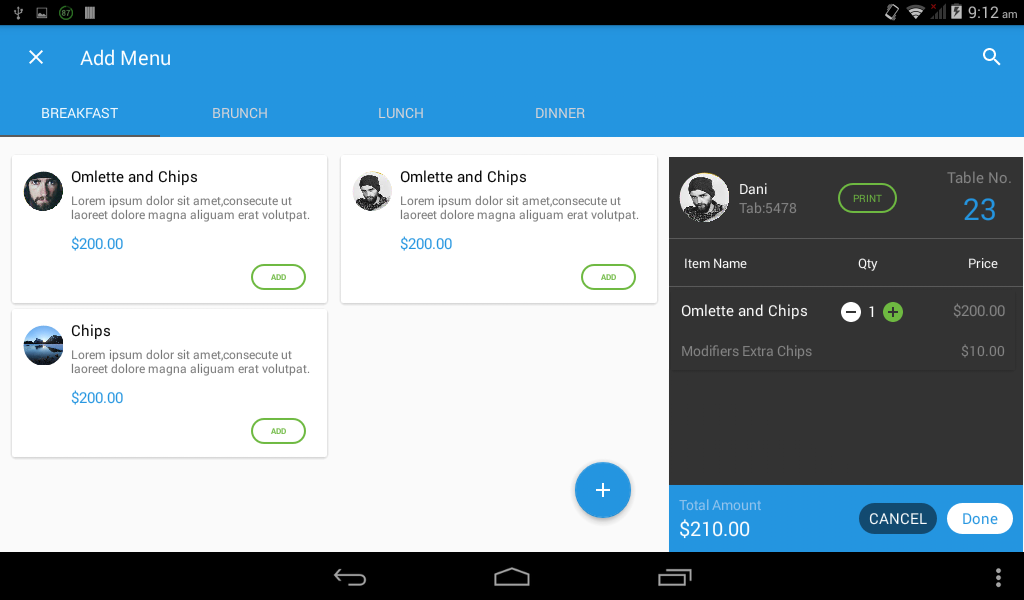 87
9:12 am
Add Menu
BREAKFAST
BRUNCH
LUNCH
DINNER
Omlette and Chips
Lorem ipsum dolor sit amet,consecute ut
laoreet dolore magna aliguam erat volutpat.
$200.00
ADD
Omlette and Chips
Lorem ipsum dolor sit amet,consecute ut
laoreet dolore magna aliguam erat volutpat.
$200.00
ADD
Chips
Lorem ipsum dolor sit amet,consecute ut
laoreet dolore magna aliguam erat volutpat.
$200.00
ADD
Dani
Tab:5478
PRINT
Table No.
23
Item Name Qty Price
Omlette and Chips 1 $200.00
Modifiers Extra Chips $10.00
Total Amount
$210.00
CANCEL
Done